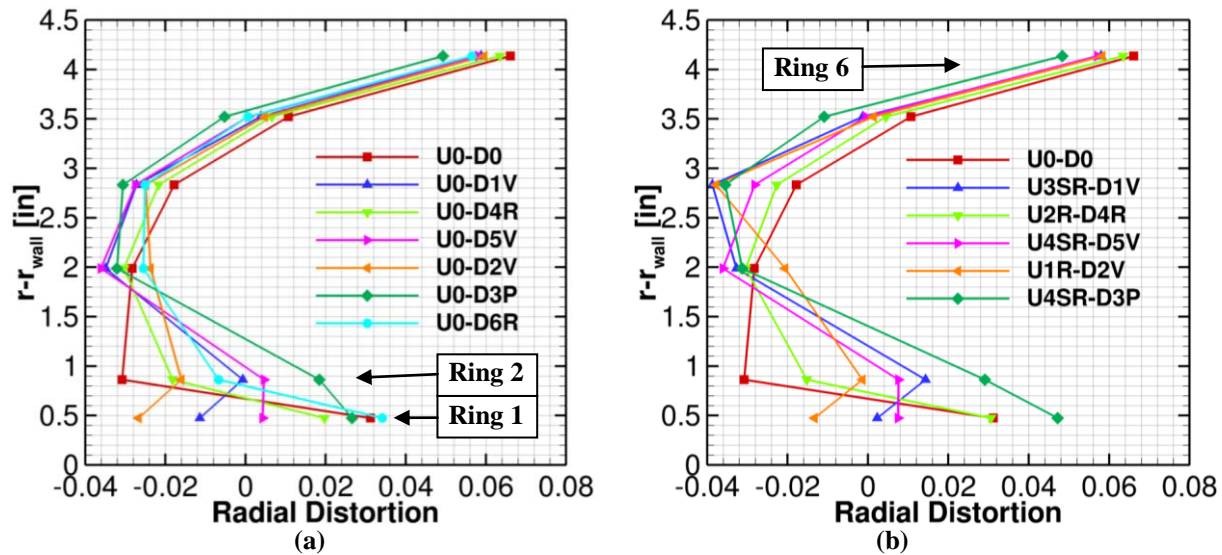 r-r_wall [in]
4.5
4
3.5
3
2.5
2
1.5
1
0.5
0
-0.04 -0.02 0 0.02 0.04 0.06 0.08
Radial Distortion
(a)
U0-D0
U0-D1V
U0-D4R
U0-D5V
U0-D2V
U0-D3P
U0-D6R
Ring 2
Ring 1
r-r_wall [in]
4.5
4
3.5
3
2.5
2
1.5
1
0.5
0
-0.04 -0.02 0 0.02 0.04 0.06 0.08
Radial Distortion
(b)
Ring 6
U0-D0
U3SR-D1V
U2R-D4R
U4SR-D5V
U1R-D2V
U4SR-D3P